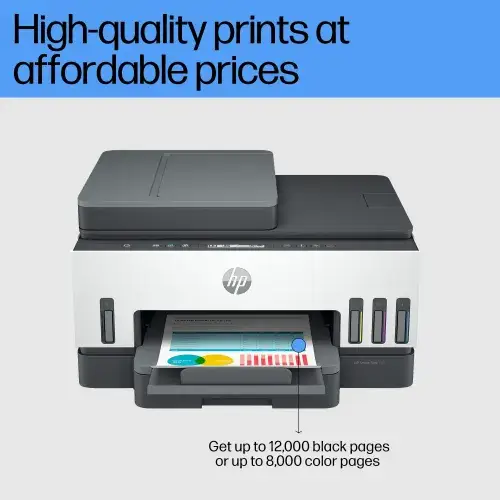 High-quality prints at
affordable prices
hp
Get up to 12,000 black pages
or up to 8,000 color pages